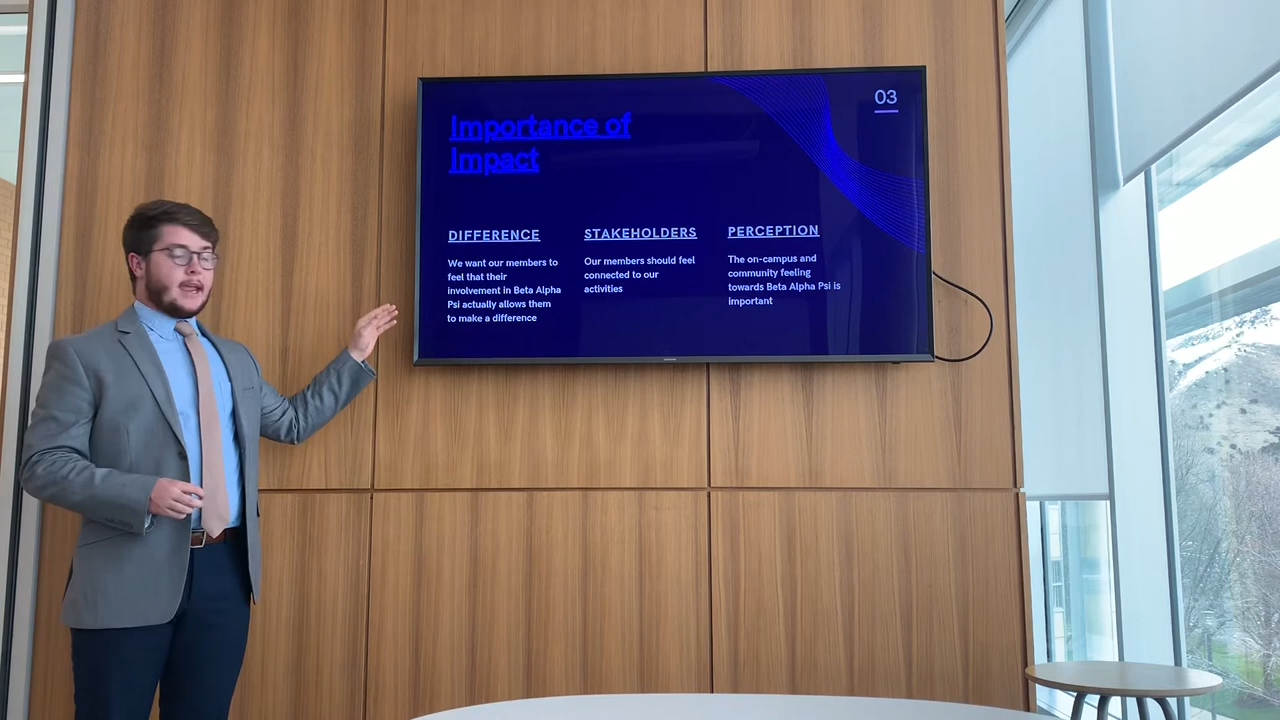 03
Importance of
Impact
DIFFERENCE
We want our members to
feel that their
involvement in Beta Alpha
Psi actually allows them
to make a difference
STAKEHOLDERS
Our members should feel
connected to our
activities
PERCEPTION
The on-campus and
community feeling
towards Beta Alpha Psi is
important